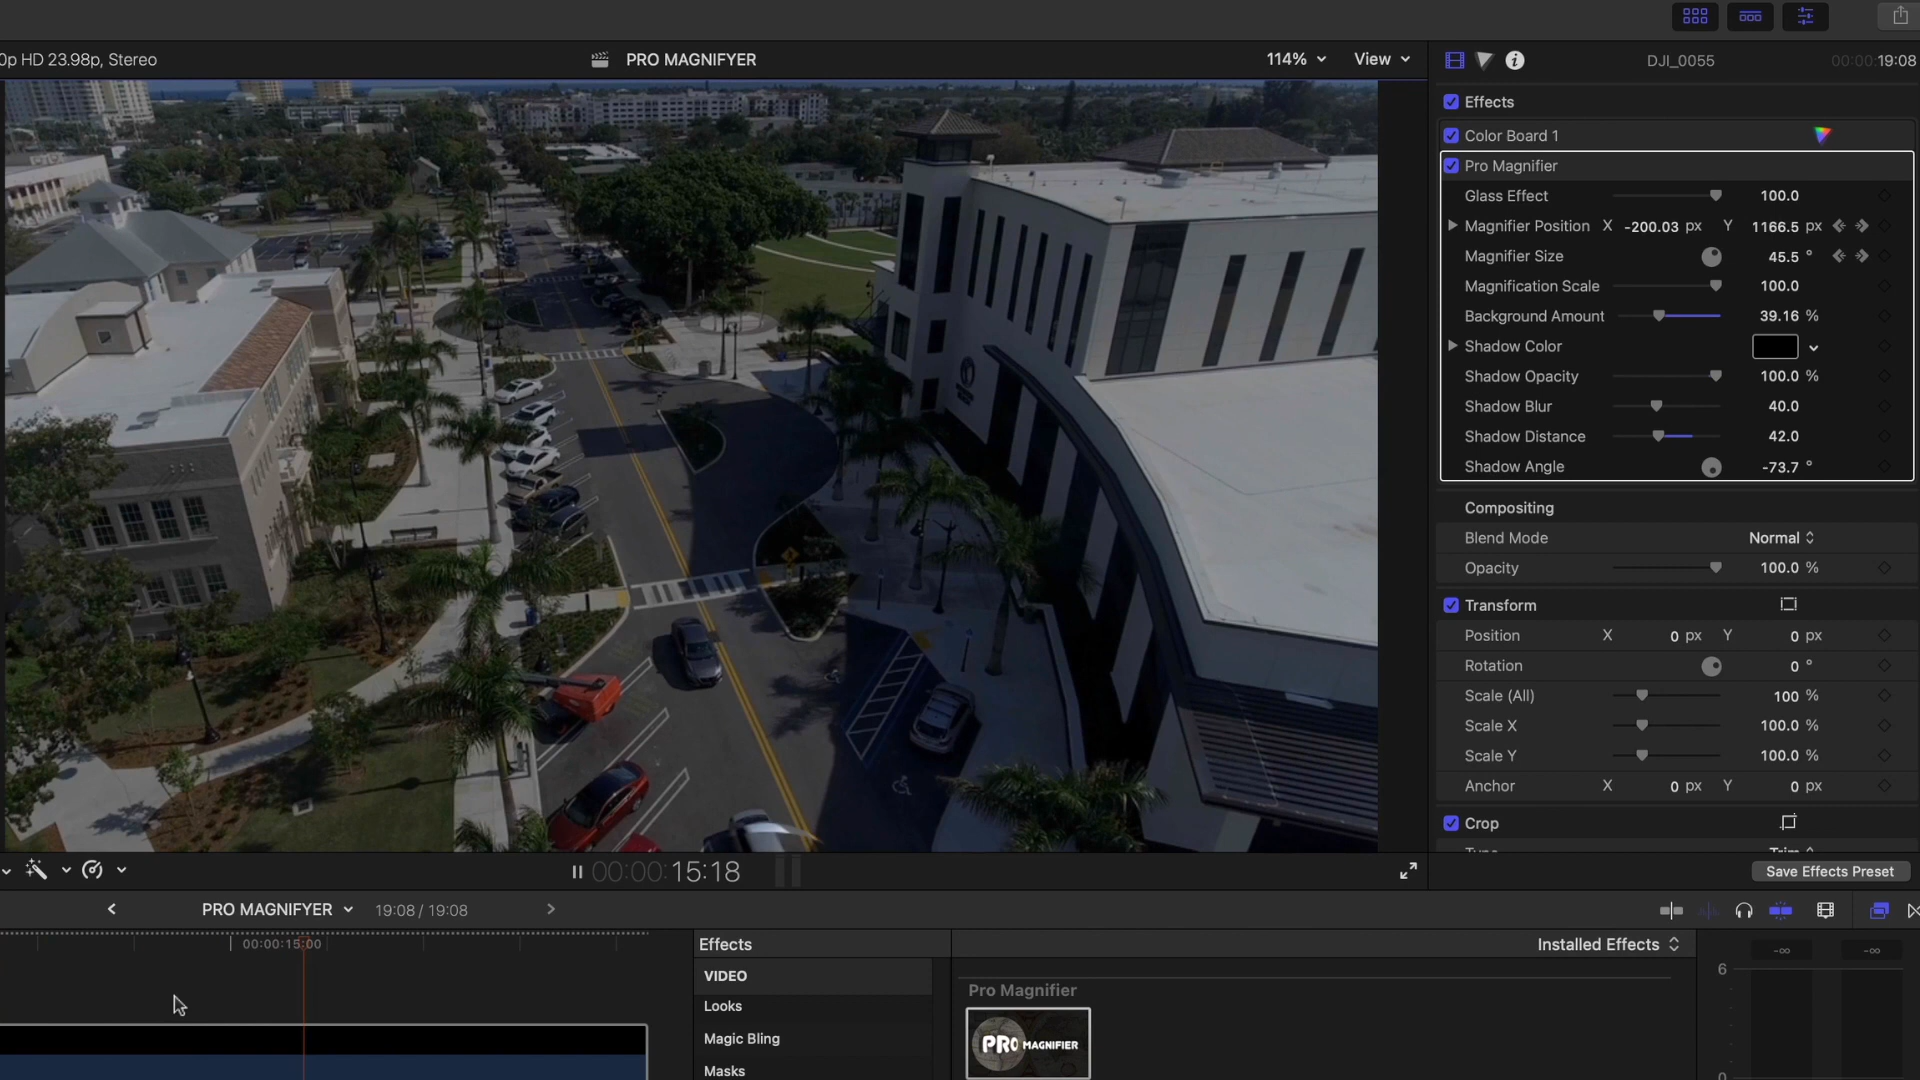 0p HD 23.98p, Stereo
PRO MAGNIFYER
114%
View
DJI_0055
00:00:19:08
Effects
Color Board 1
Pro Magnifier
Glass Effect 100.0
Magnifier Position X -200.03 px Y 1166.5 px
Magnifier Size 45.5 °
Magnification Scale 100.0
Background Amount 39.16 %
Shadow Color
Shadow Opacity 100.0 %
Shadow Blur 40.0
Shadow Distance 42.0
Shadow Angle -73.7 °
Compositing
Blend Mode Normal
Opacity 100.0 %
Transform
Position X 0 px Y 0 px
Rotation 0 °
Scale (All) 100 %
Scale X 100.0 %
Scale Y 100.0 %
Anchor X 0 px Y 0 px
Crop
00:00:15:18
Save Effects Preset
PRO MAGNIFYER
19:08 / 19:08
00:00:15:00
Effects
Installed Effects
VIDEO
Looks
Magic Bling
Masks
Pro Magnifier
PRO MAGNIFIER
-∞ -∞
6
0